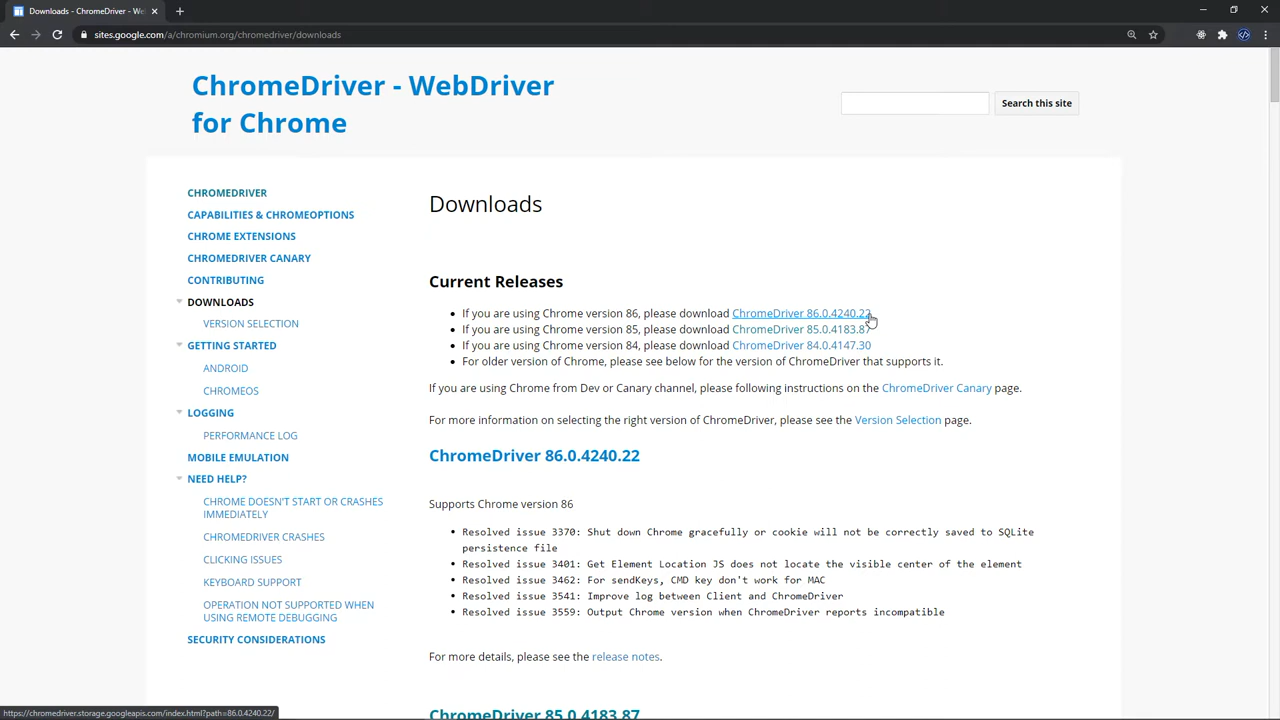 Downloads - ChromeDriver - We
sites.google.com/a/chromium.org/chromedriver/downloads
ChromeDriver - WebDriver
for Chrome
Search this site
CHROMEDRIVER
CAPABILITIES & CHROMEOPTIONS
CHROME EXTENSIONS
CHROMEDRIVER CANARY
CONTRIBUTING
DOWNLOADS
VERSION SELECTION
GETTING STARTED
ANDROID
CHROMEOS
LOGGING
PERFORMANCE LOG
MOBILE EMULATION
NEED HELP?
CHROME DOESN'T START OR CRASHES
IMMEDIATELY
CHROMEDRIVER CRASHES
CLICKING ISSUES
KEYBOARD SUPPORT
OPERATION NOT SUPPORTED WHEN
USING REMOTE DEBUGGING
SECURITY CONSIDERATIONS
Downloads
Current Releases
If you are using Chrome version 86, please download ChromeDriver 86.0.4240.22
If you are using Chrome version 85, please download ChromeDriver 85.0.4183.87
If you are using Chrome version 84, please download ChromeDriver 84.0.4147.30
For older version of Chrome, please see below for the version of ChromeDriver that supports it.
If you are using Chrome from Dev or Canary channel, please following instructions on the ChromeDriver Canary page.
For more information on selecting the right version of ChromeDriver, please see the Version Selection page.
ChromeDriver 86.0.4240.22
Supports Chrome version 86
Resolved issue 3370: Shut down Chrome gracefully or cookie will not be correctly saved to SQLite
persistence file
Resolved issue 3401: Get Element Location JS does not locate the visible center of the element
Resolved issue 3462: For sendKeys, CMD key don't work for MAC
Resolved issue 3541: Improve log between Client and ChromeDriver
Resolved issue 3559: Output Chrome version when ChromeDriver reports incompatible
For more details, please see the release notes.
ChromeDriver 85.0.4183.87
https://chromedriver.storage.googleapis.com/index.html?path=86.0.4240.22/